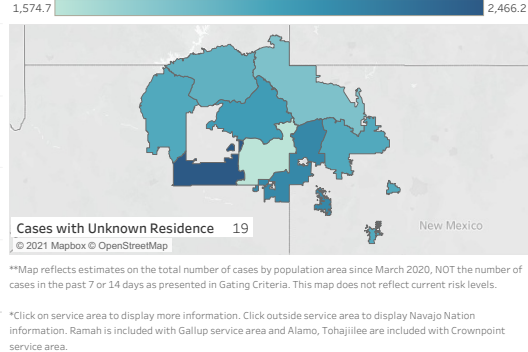 1,574.7 2,466.2
Cases with Unknown Residence 19
New Mexico
© 2021 Mapbox © OpenStreetMap
**Map reflects estimates on the total number of cases by population area since March 2020, NOT the number of
cases in the past 7 or 14 days as presented in Gating Criteria. This map does not reflect current risk levels.
*Click on service area to display more information. Click outside service area to display Navajo Nation
information. Ramah is included with Gallup service area and Alamo, Tohajiilee are included with Crownpoint
service area.